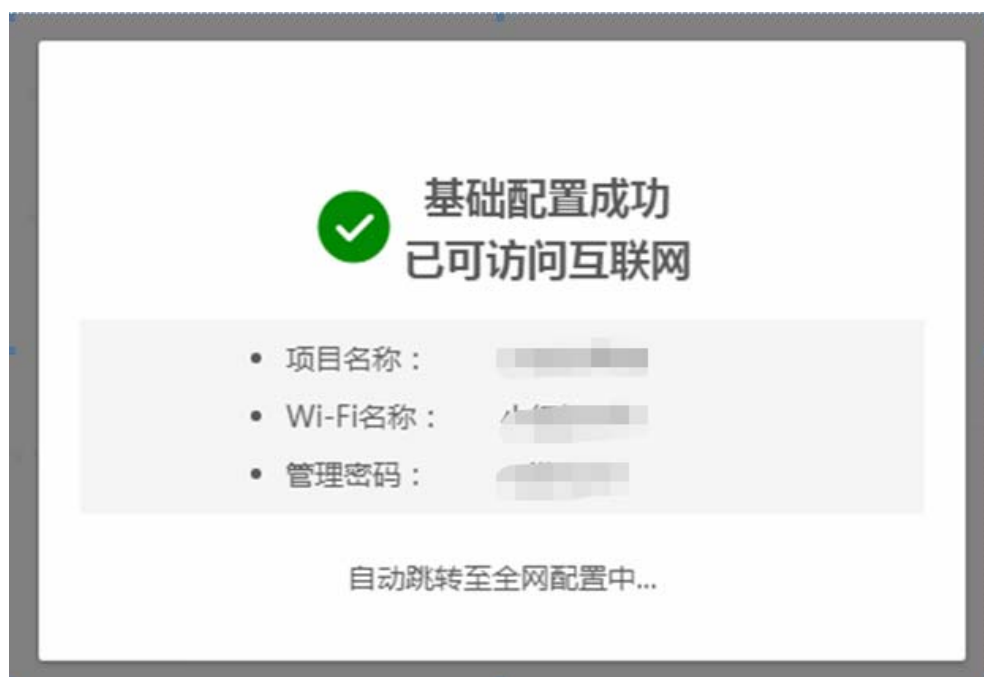 基础配置成功
已可访问互联网
项目名称：
Wi-Fi名称：
管理密码：
自动跳转至全网配置中...